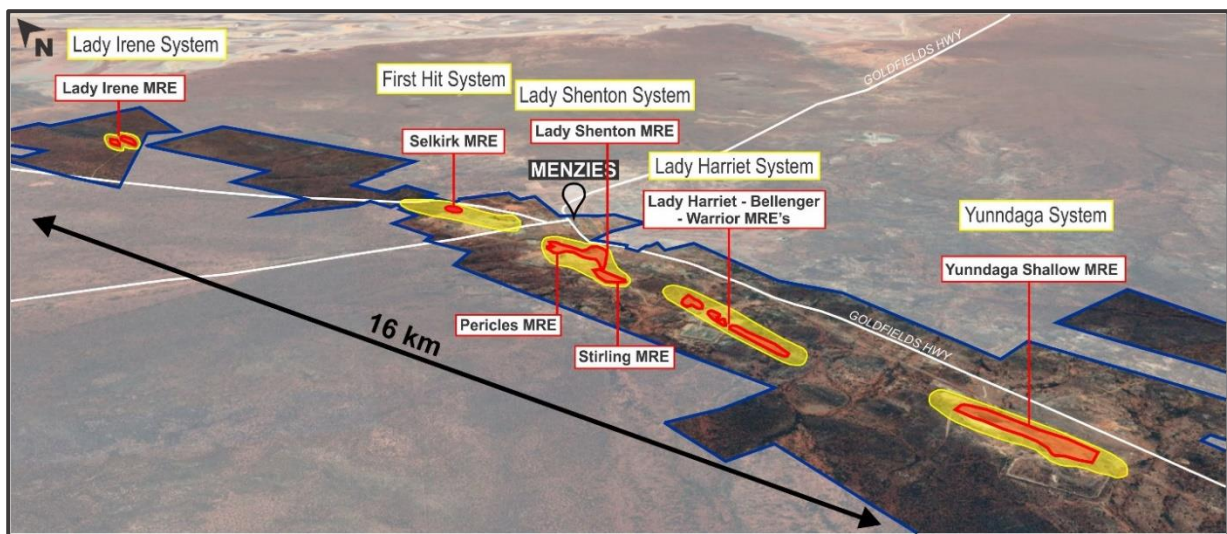 N
Lady Irene System
Lady Irene MRE
First Hit System
Selkirk MRE
Lady Shenton System
Lady Shenton MRE
MENZIES
GOLDFIELDS HWY
Lady Harriet System
Lady Harriet - Bellenger
- Warrior MRE's
Yunndaga System
Yunndaga Shallow MRE
Pericles MRE
Stirling MRE
GOLDFIELDS HWY
16 km